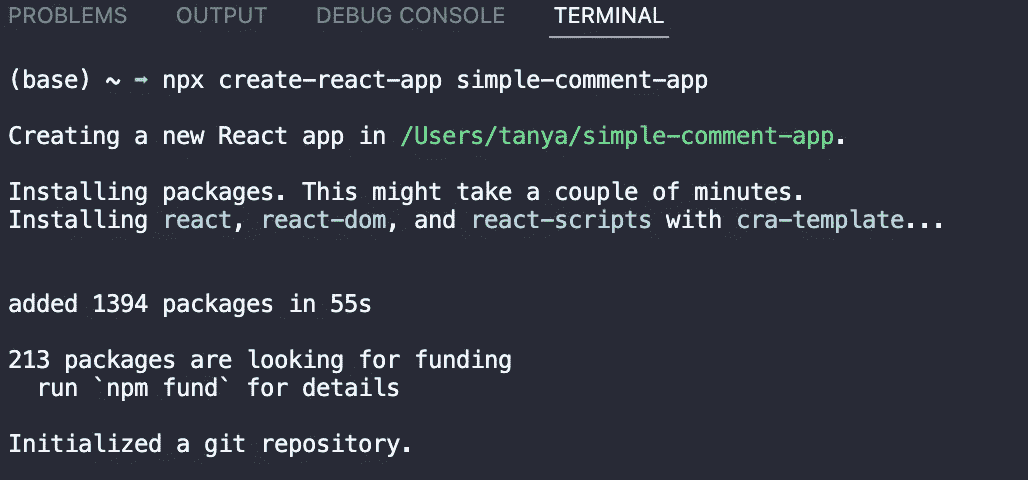 PROBLEMS OUTPUT DEBUG CONSOLE TERMINAL
(base) ~ → npx create-react-app simple-comment-app
Creating a new React app in /Users/tanya/simple-comment-app.
Installing packages. This might take a couple of minutes.
Installing react, react-dom, and react-scripts with cra-template...
added 1394 packages in 55s
213 packages are looking for funding
run `npm fund` for details
Initialized a git repository.